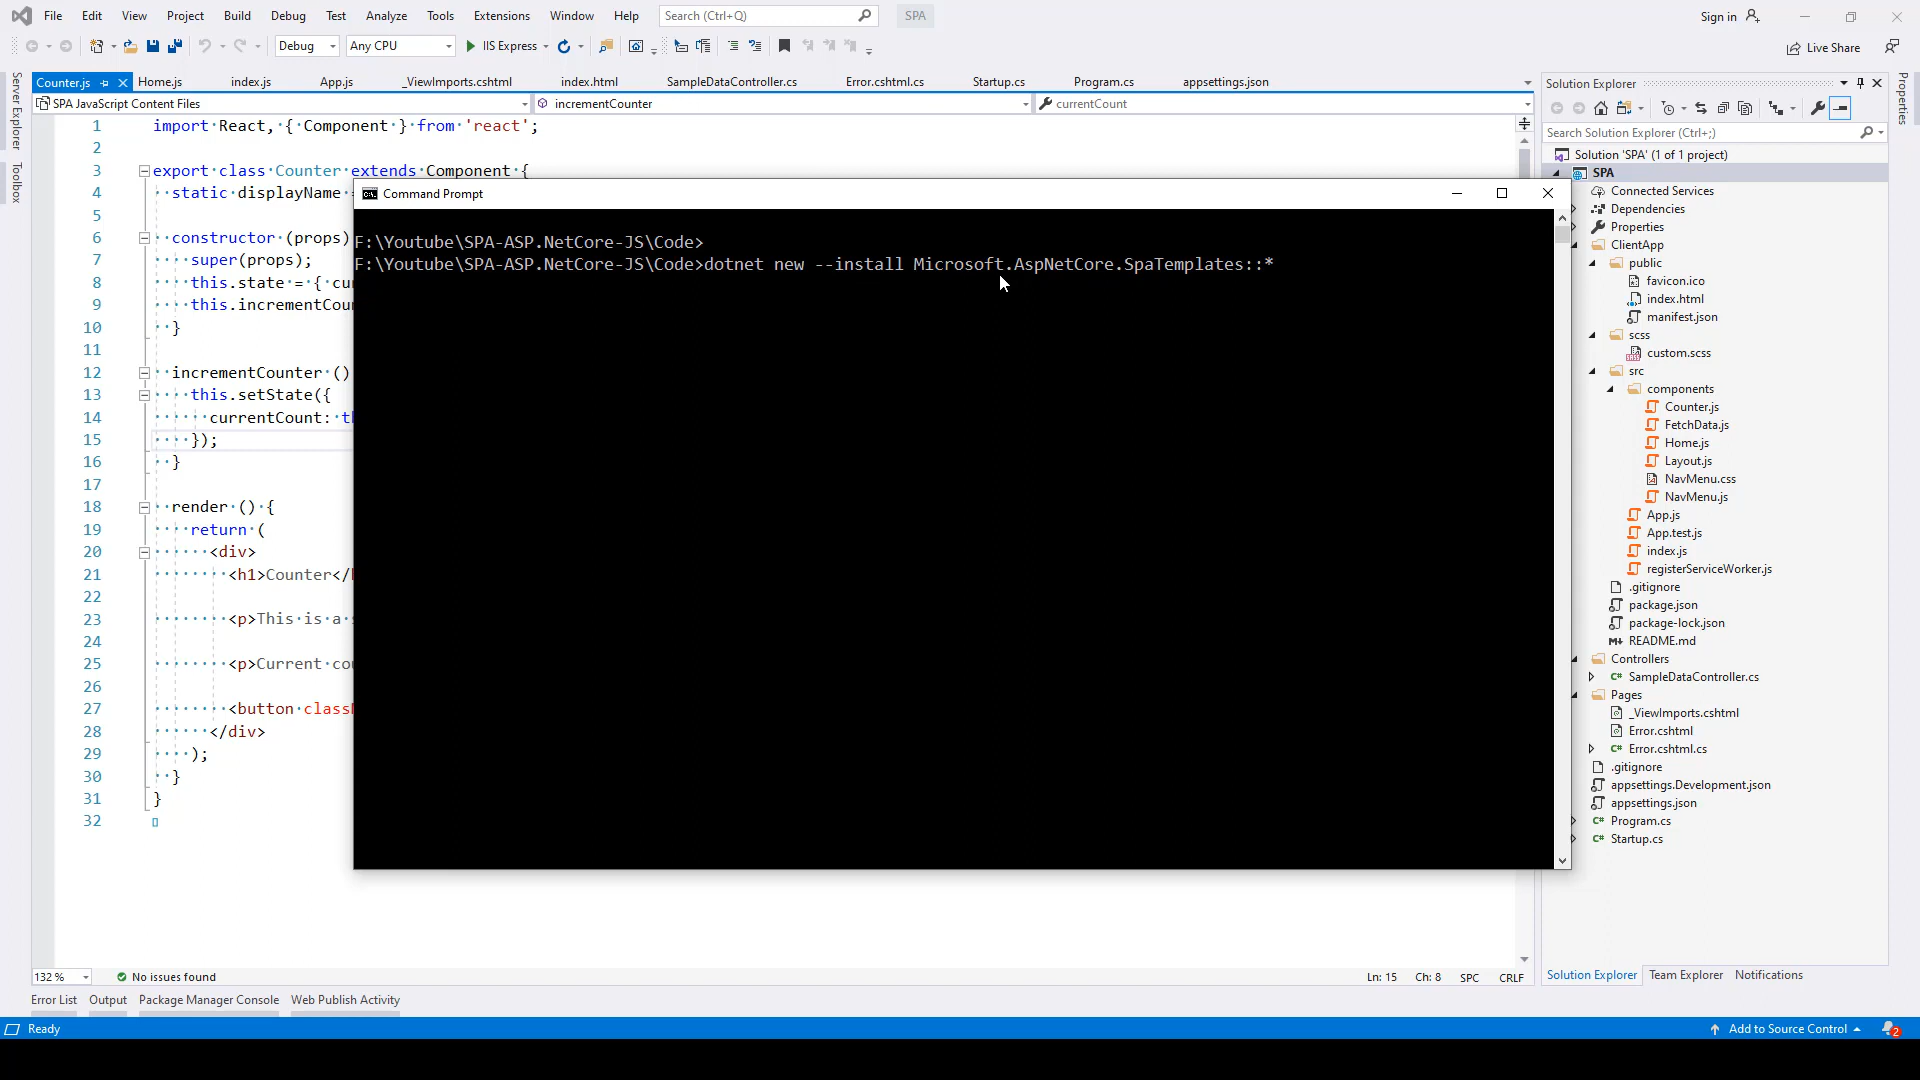 File Edit View Project Build Debug Test Analyze Tools Extensions Window Help Search (Ctrl+Q) SPA Sign in
Debug Any CPU IIS Express Live Share
Counter.js Home.js index.js App.js _ViewImports.cshtml index.html SampleDataController.cs Error.cshtml.cs Startup.cs Program.cs appsettings.json
SPA JavaScript Content Files incrementCounter currentCount
Server Explorer
Toolbox
1 import React, { Component } from 'react';
2
3 export class Counter extends Component {
4 static displayName
5
6 constructor (props)
7 super(props);
8 this.state = { cu
9 this.incrementCou
10 }
11
12 incrementCounter ()
13 this.setState({
14 currentCount: th
15 });
16 }
17
18 render () {
19 return (
20 <div>
21 <h1>Counter</h
22
23 <p>This is a s
24
25 <p>Current cou
26
27 <button class
28 </div>
29 );
30 }
31 }
32
Command Prompt
F:\Youtube\SPA-ASP.NetCore-JS\Code>
F:\Youtube\SPA-ASP.NetCore-JS\Code>dotnet new --install Microsoft.AspNetCore.SpaTemplates::*
Solution Explorer
Search Solution Explorer (Ctrl+;)
Solution 'SPA' (1 of 1 project)
SPA
Connected Services
Dependencies
Properties
ClientApp
public
favicon.ico
index.html
manifest.json
scss
custom.scss
src
components
Counter.js
FetchData.js
Home.js
Layout.js
NavMenu.css
NavMenu.js
App.js
App.test.js
index.js
registerServiceWorker.js
.gitignore
package.json
package-lock.json
README.md
Controllers
SampleDataController.cs
Pages
_ViewImports.cshtml
Error.cshtml
Error.cshtml.cs
.gitignore
appsettings.Development.json
appsettings.json
Program.cs
Startup.cs
Properties
132 % No issues found Ln: 15 Ch: 8 SPC CRLF
Solution Explorer Team Explorer Notifications
Error List Output Package Manager Console Web Publish Activity
Ready Add to Source Control 2